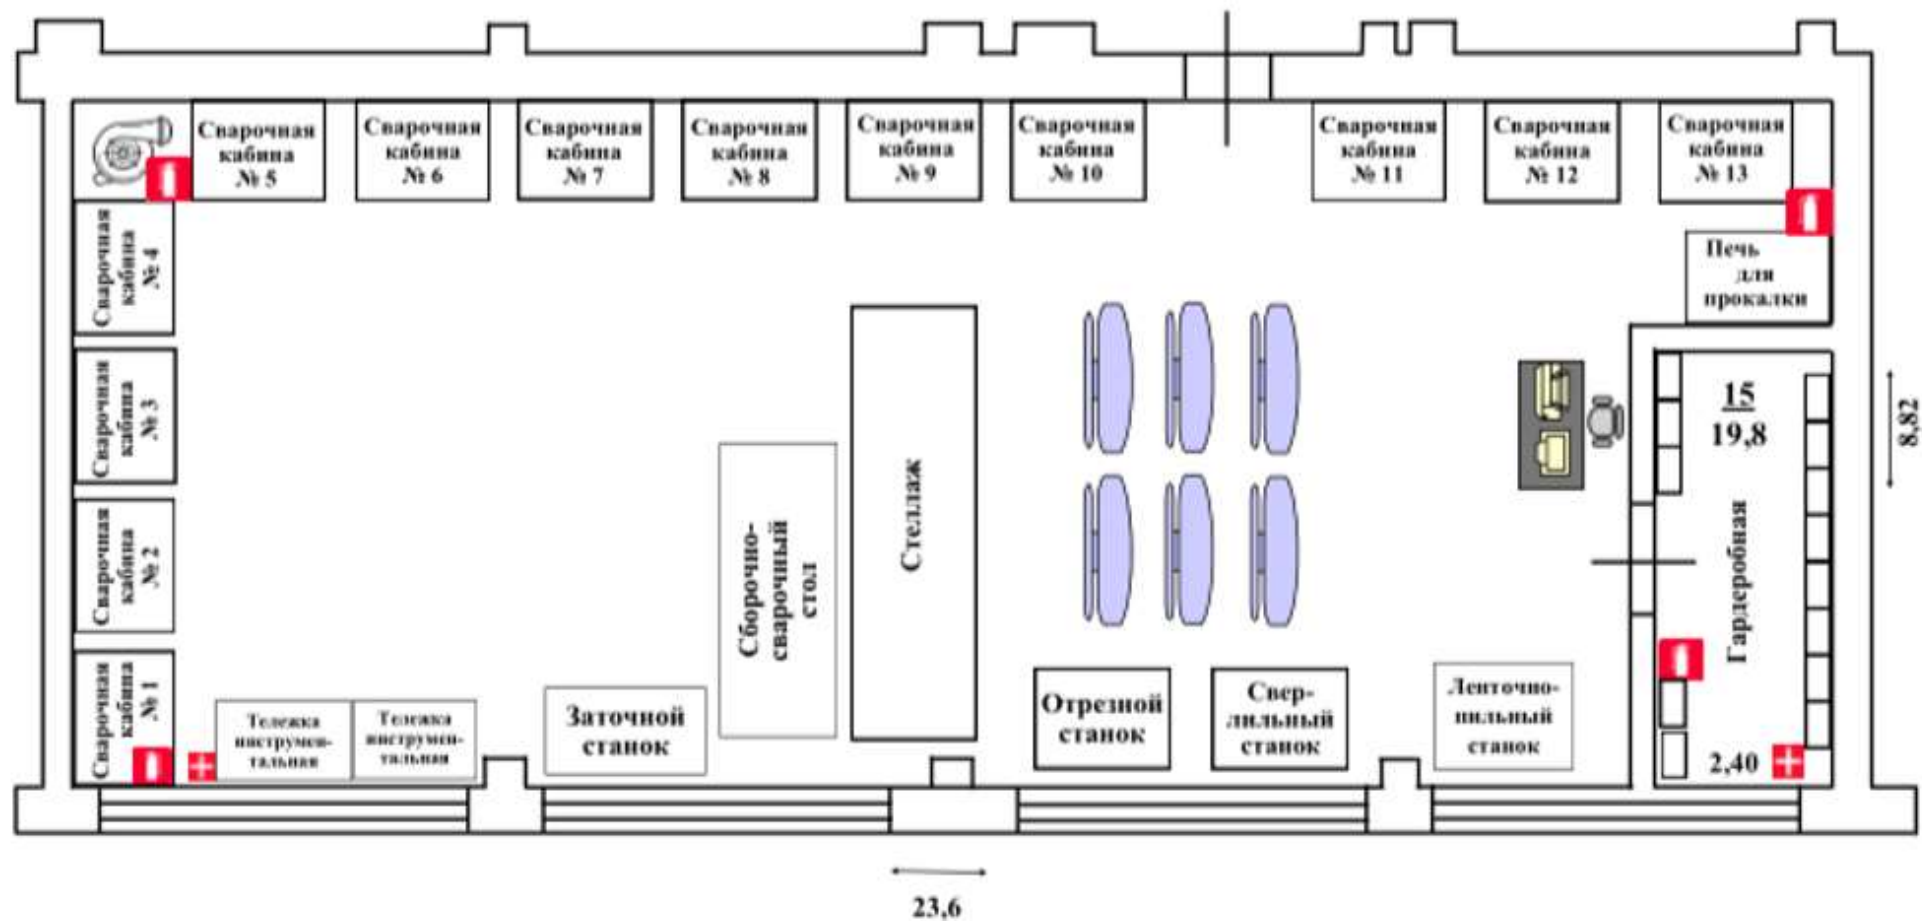 Сварочная
кабина
№ 5
Сварочная
кабина
№ 6
Сварочная
кабина
№ 7
Сварочная
кабина
№ 8
Сварочная
кабина
№ 9
Сварочная
кабина
№ 10
Сварочная
кабина
№ 11
Сварочная
кабина
№ 12
Сварочная
кабина
№ 13
Сварочная
кабина
№ 4
Печь
для
прокалки
Сварочная
кабина
№ 3
15
19,8
8,82
Стеллаж
Сборочно-
сварочный
стол
Сварочная
кабина
№ 2
Гардеробная
Сварочная
кабина
№ 1
Тележка
инструмен-
тальная
Тележка
инструмен-
тальная
Заточной
станок
Отрезной
станок
Свер-
лильный
станок
Ленточно-
пильный
станок
2,40
23,6